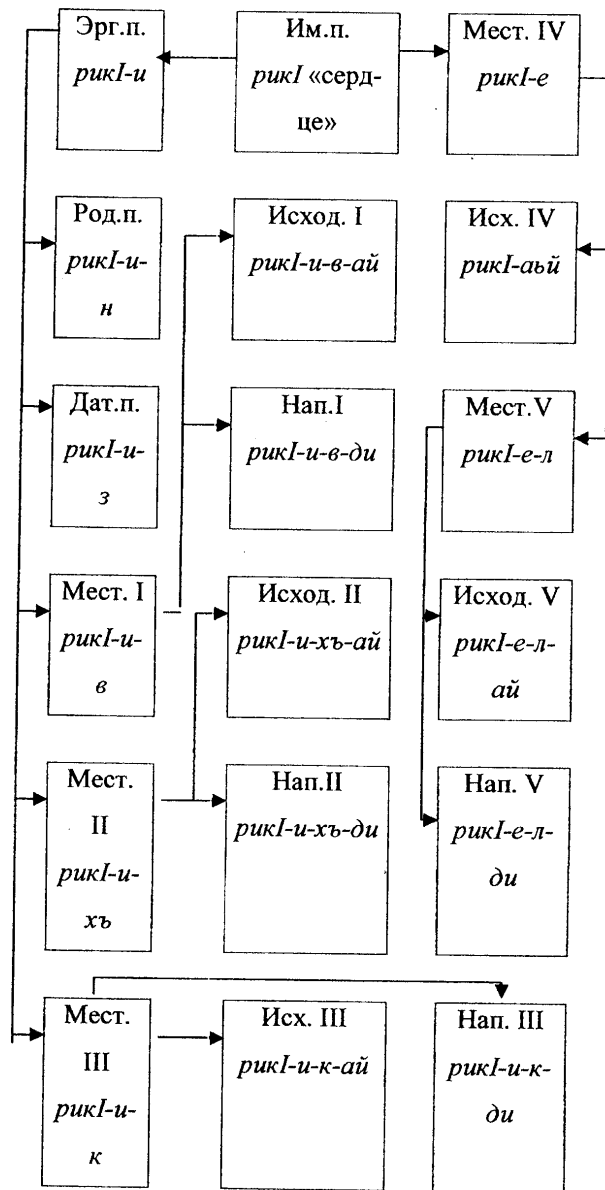 Эрг.п.
рикI-и
Им.п.
рикI «серд-
це»
Мест. IV
рикI-е
Род.п.
рикI-и-
н
Исход. I
рикI-и-в-ай
Исх. IV
рикI-аьй
Дат.п.
рикI-и-
з
Нап.I
рикI-и-в-ди
Мест.V
рикI-е-л
Мест. I
рикI-и-
в
Исход. II
рикI-и-хъ-ай
Исход. V
рикI-е-л-
ай
Мест.
II
рикI-и-
хъ
Нап.II
рикI-и-хъ-ди
Нап. V
рикI-е-л-
ди
Мест.
III
рикI-и-
к
Исх. III
рикI-и-к-ай
Нап. III
рикI-и-к-
ди